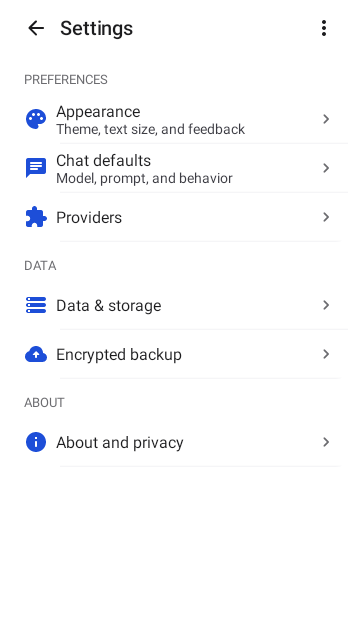 Settings
PREFERENCES
Appearance
Theme, text size, and feedback
Chat defaults
Model, prompt, and behavior
Providers
DATA
Data & storage
Encrypted backup
ABOUT
About and privacy